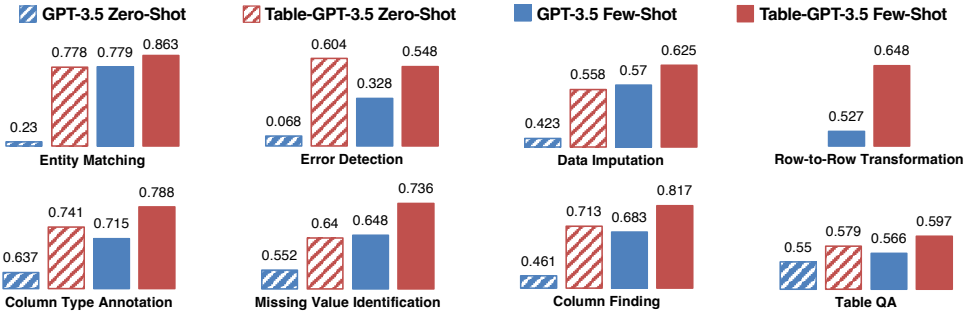 GPT-3.5 Zero-Shot
Table-GPT-3.5 Zero-Shot
GPT-3.5 Few-Shot
Table-GPT-3.5 Few-Shot
0.23
0.778
0.779
0.863
Entity Matching
0.068
0.604
0.328
0.548
Error Detection
0.423
0.558
0.57
0.625
Data Imputation
0.527
0.648
Row-to-Row Transformation
0.637
0.741
0.715
0.788
Column Type Annotation
0.552
0.64
0.648
0.736
Missing Value Identification
0.461
0.713
0.683
0.817
Column Finding
0.55
0.579
0.566
0.597
Table QA